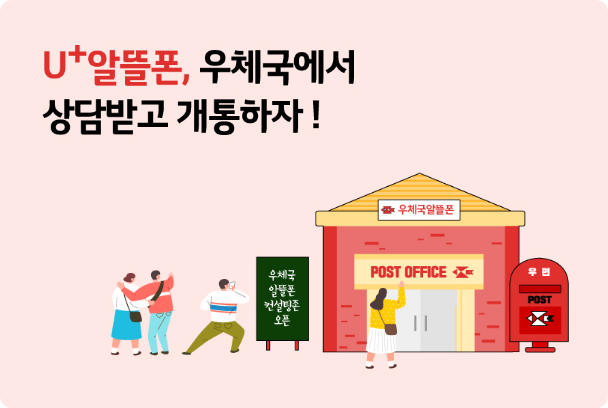 U+알뜰폰, 우체국에서
상담받고 개통하자 !
우체국알뜰폰
POST OFFICE
우체국
알뜰폰
컨설팅존
오픈
우 편
POST